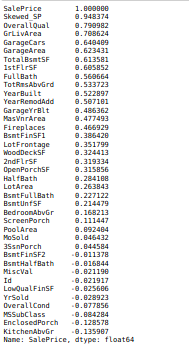 SalePrice 1.000000
Skewed_SP 0.948374
OverallQual 0.790982
GrLivArea 0.708624
GarageCars 0.640409
GarageArea 0.623431
TotalBsmtSF 0.613581
1stFlrSF 0.605852
FullBath 0.560664
TotRmsAbvGrd 0.533723
YearBuilt 0.522897
YearRemodAdd 0.507101
GarageYrBlt 0.486362
MasVnrArea 0.477493
Fireplaces 0.466929
BsmtFinSF1 0.386420
LotFrontage 0.351799
WoodDeckSF 0.324413
2ndFlrSF 0.319334
OpenPorchSF 0.315856
HalfBath 0.284108
LotArea 0.263843
BsmtFullBath 0.227122
BsmtUnfSF 0.214479
BedroomAbvGr 0.168213
ScreenPorch 0.111447
PoolArea 0.092404
MoSold 0.046432
3SsnPorch 0.044584
BsmtFinSF2 -0.011378
BsmtHalfBath -0.016844
MiscVal -0.021190
Id -0.021917
LowQualFinSF -0.025606
YrSold -0.028923
OverallCond -0.077856
MSSubClass -0.084284
EnclosedPorch -0.128578
KitchenAbvGr -0.135907
Name: SalePrice, dtype: float64